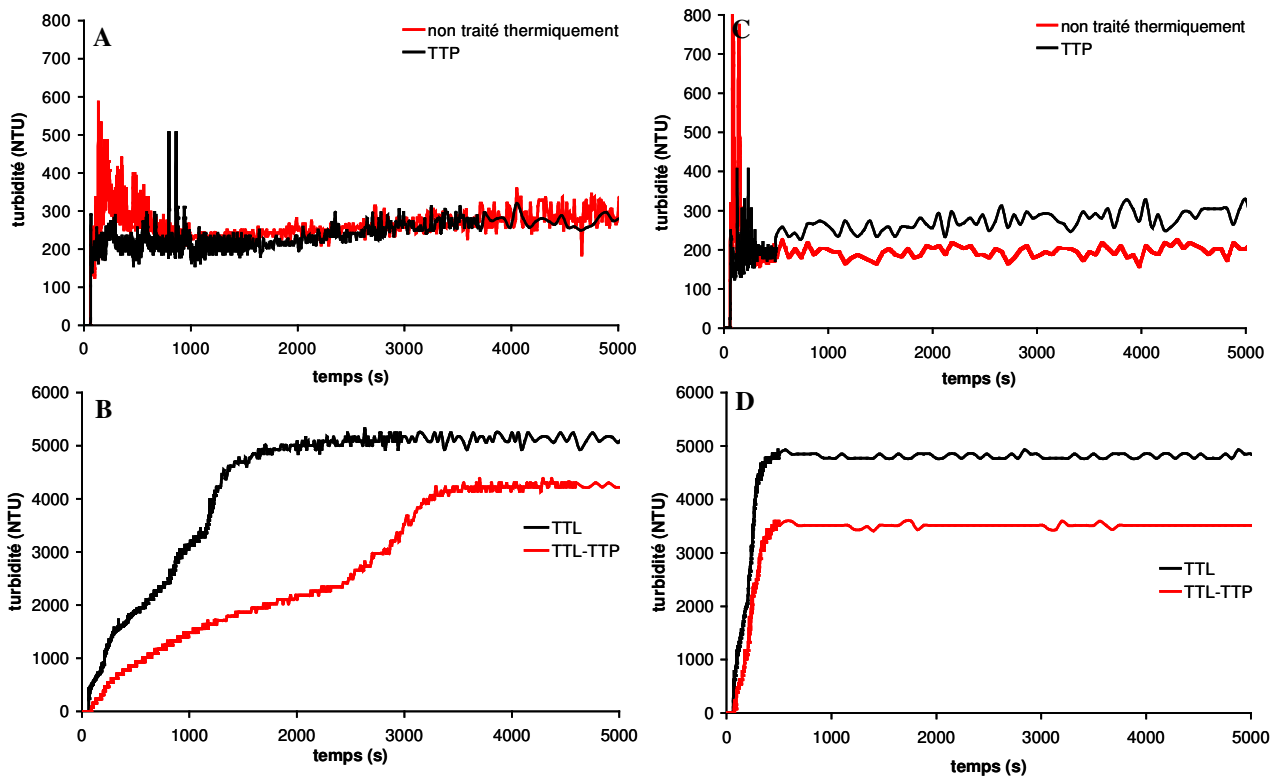 A
non traité thermiquement
TTP
turbidité (NTU)
800
700
600
500
400
300
200
100
0
0 1000 2000 3000 4000 5000
temps (s)
C
non traité thermiquement
TTP
turbidité (NTU)
800
700
600
500
400
300
200
100
0
0 1000 2000 3000 4000 5000
temps (s)
B
TTL
TTL-TTP
turbidité (NTU)
6000
5000
4000
3000
2000
1000
0
0 1000 2000 3000 4000 5000
temps (s)
D
TTL
TTL-TTP
turbidité (NTU)
6000
5000
4000
3000
2000
1000
0
0 1000 2000 3000 4000 5000
temps (s)